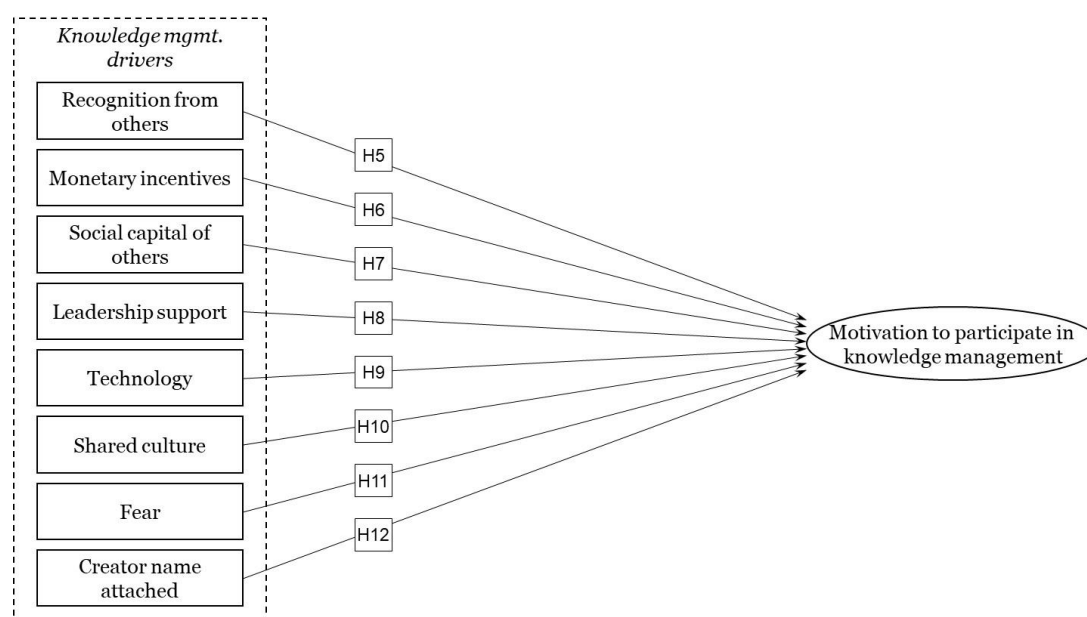 Knowledge mgmt.
drivers
Recognition from
others
Monetary incentives
Social capital of
others
Leadership support
Technology
Shared culture
Fear
Creator name
attached
H5
H6
H7
H8
H9
H10
H11
H12
Motivation to participate in
knowledge management